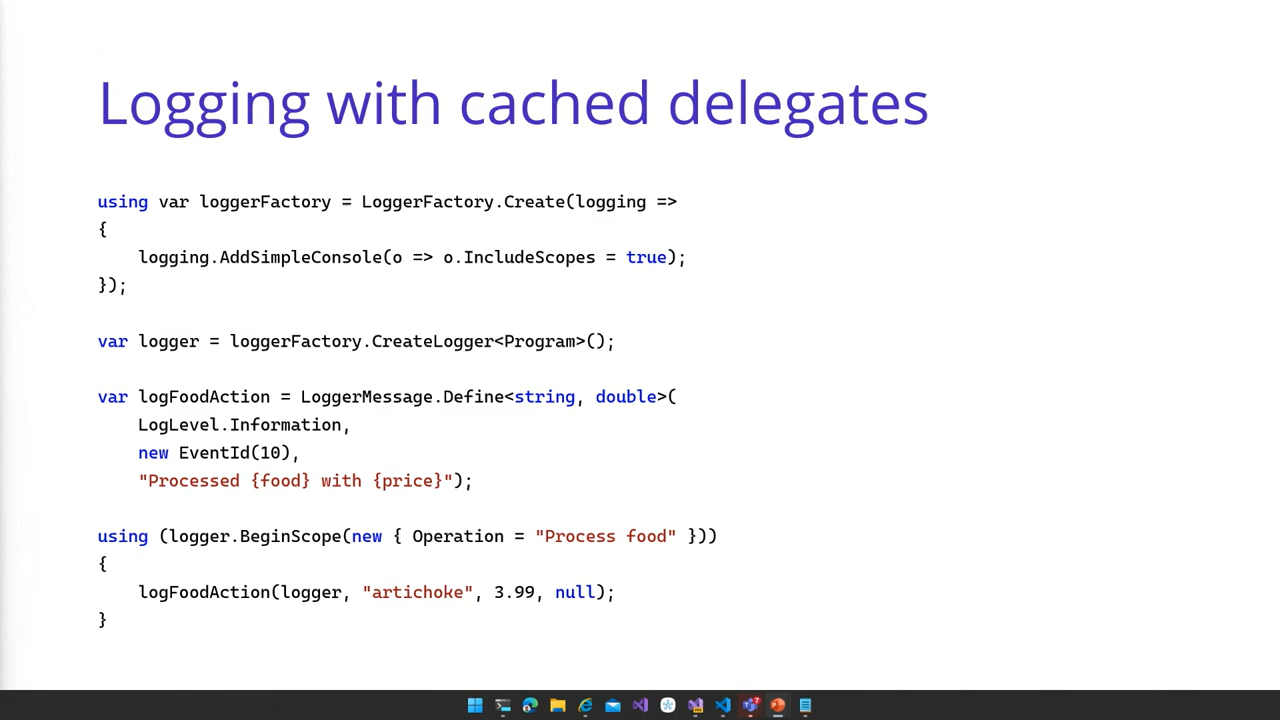 Logging with cached delegates
using var loggerFactory = LoggerFactory.Create(logging =>
{
    logging.AddSimpleConsole(o => o.IncludeScopes = true);
});
var logger = loggerFactory.CreateLogger<Program>();
var logFoodAction = LoggerMessage.Define<string, double>(
    LogLevel.Information,
    new EventId(10),
    "Processed {food} with {price}");
using (logger.BeginScope(new { Operation = "Process food" }))
{
    logFoodAction(logger, "artichoke", 3.99, null);
}